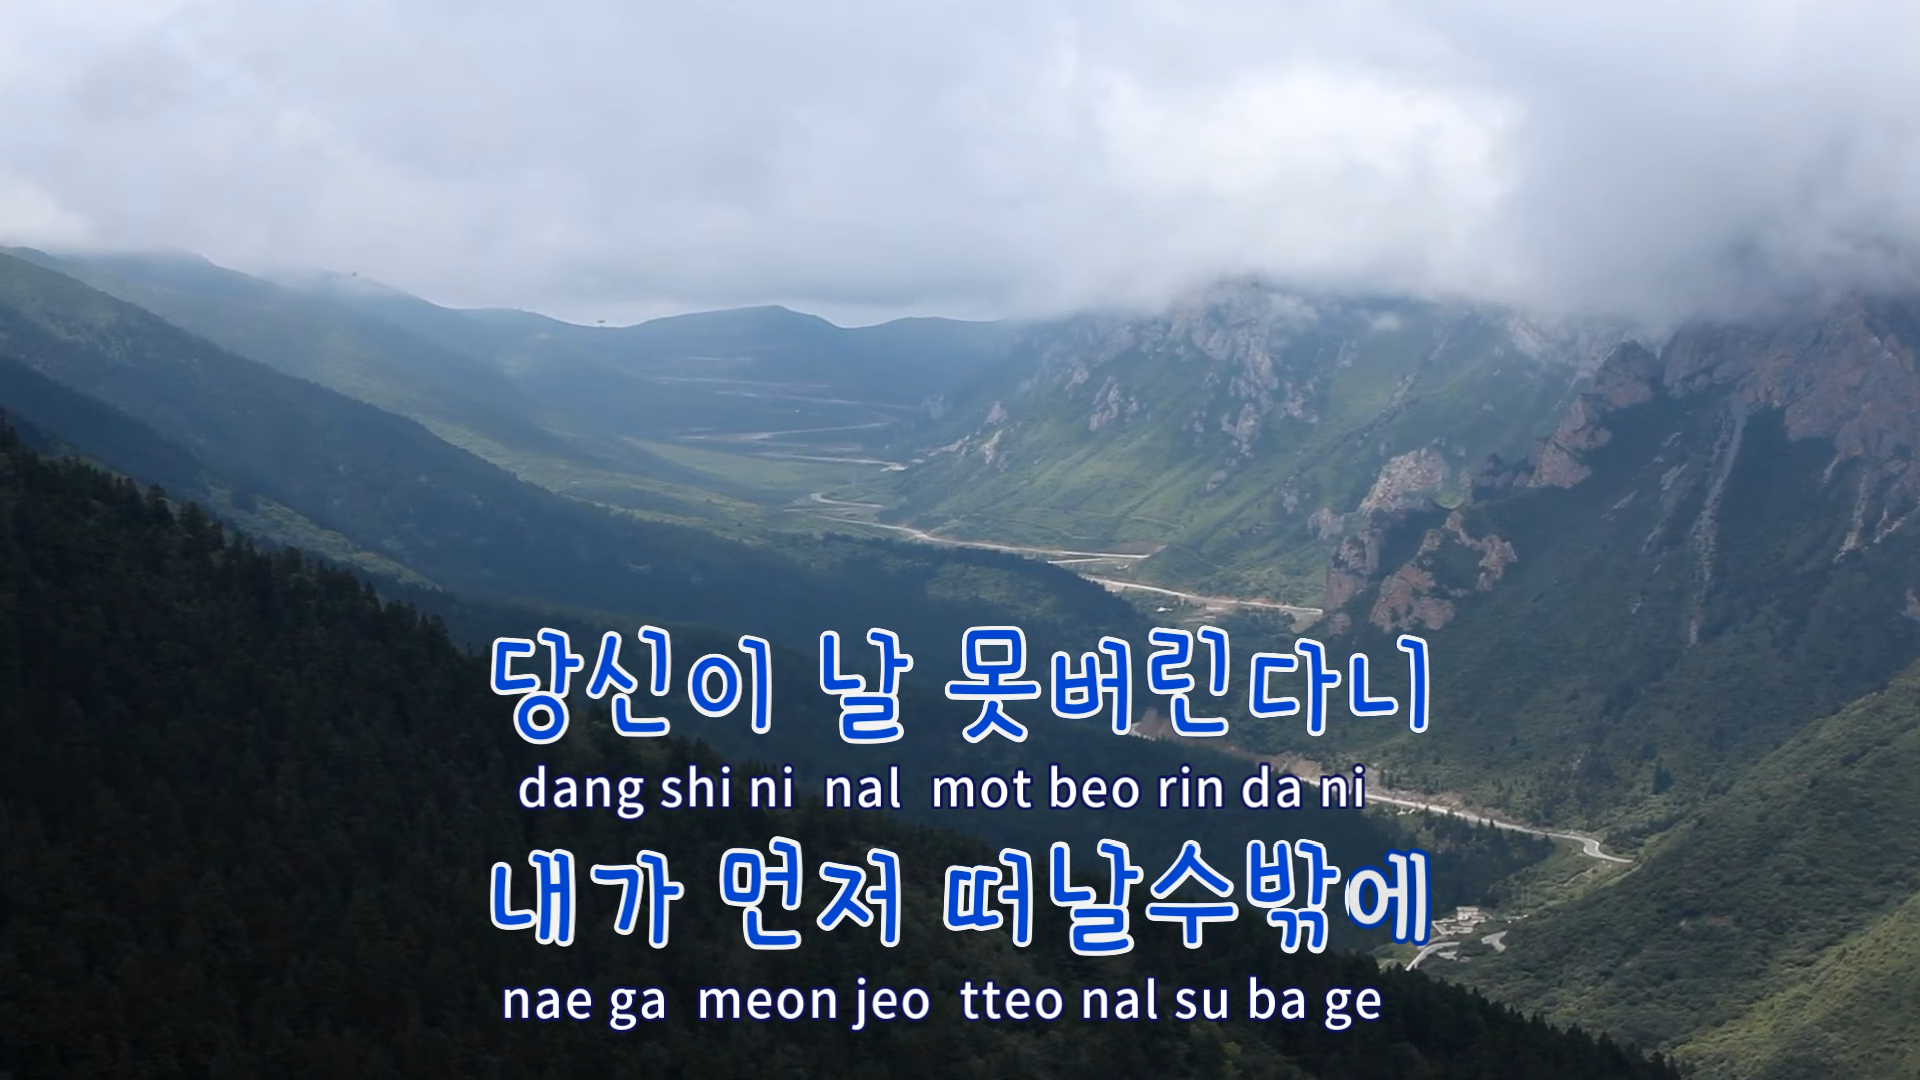 당신이 날 못버린다니
dang shi ni nal mot beo rin da ni
내가 먼저 떠날수밖에
nae ga meon jeo tteo nal su ba ge